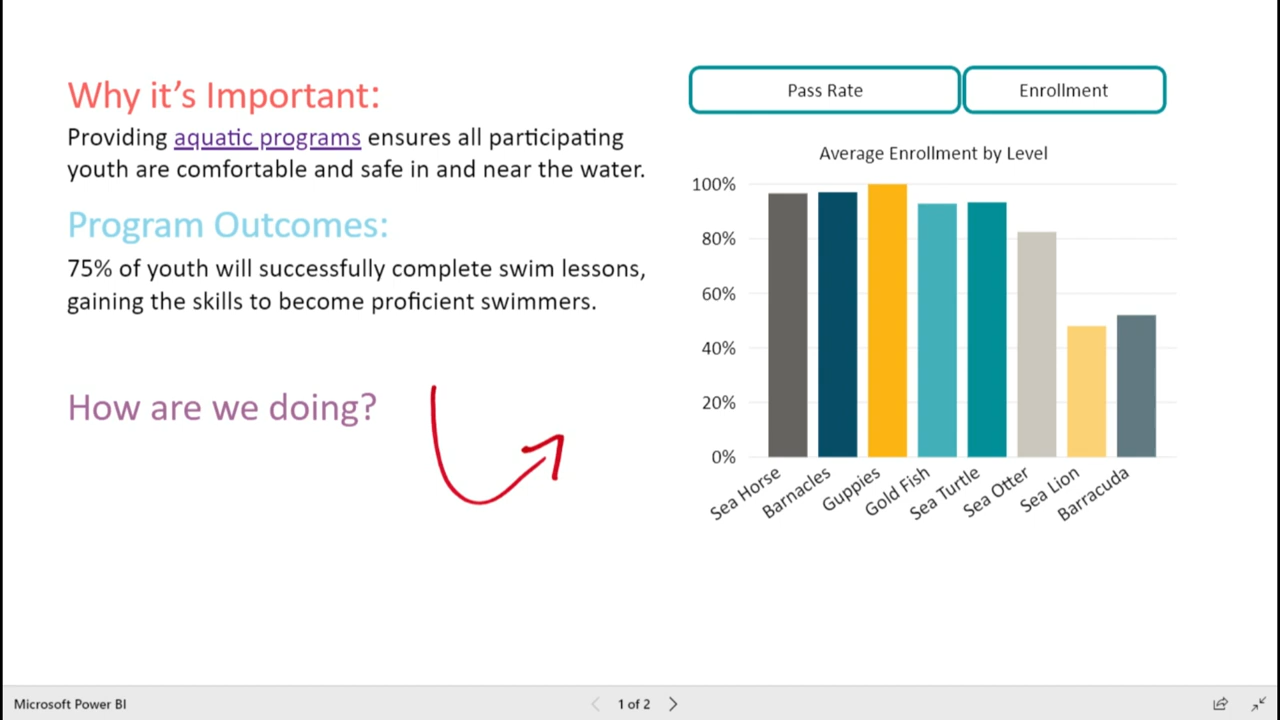 Why it's Important:
Providing aquatic programs ensures all participating
youth are comfortable and safe in and near the water.
Program Outcomes:
75% of youth will successfully complete swim lessons,
gaining the skills to become proficient swimmers.
How are we doing?
Pass Rate
Enrollment
Average Enrollment by Level
100%
80%
60%
40%
20%
0%
Sea Horse
Barnacles
Guppies
Gold Fish
Sea Turtle
Sea Otter
Sea Lion
Barracuda
Microsoft Power BI
1 of 2